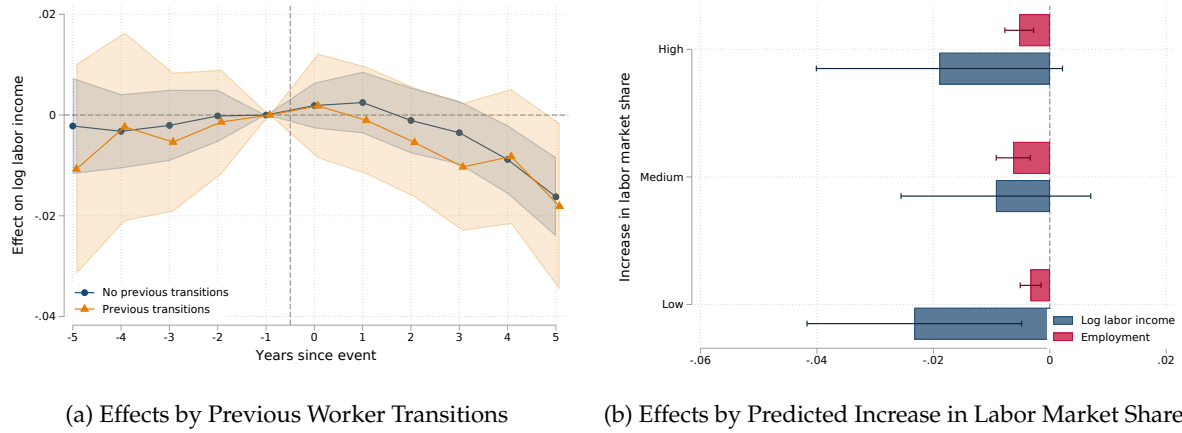 .02
0
-.02
-.04
Effect on log labor income
No previous transitions
Previous transitions
-5 -4 -3 -2 -1 0 1 2 3 4 5
Years since event
(a) Effects by Previous Worker Transitions
Increase in labor market share
High
Medium
Low
Log labor income
Employment
-.06 -.04 -.02 0 .02
(b) Effects by Predicted Increase in Labor Market Share